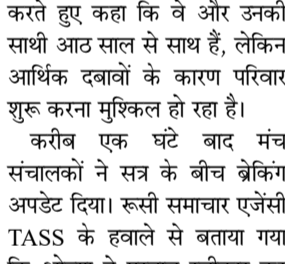 करते हुए कहा कि वे और उनकी
साथी आठ साल से साथ हैं, लेकिन
आर्थिक दबावों के कारण परिवार
शुरू करना मुश्किल हो रहा है।
करीब एक घंटे बाद मंच
संचालकों ने सत्र के बीच ब्रेकिंग
अपडेट दिया। रूसी समाचार एजेंसी
TASS के हवाले से बताया गया